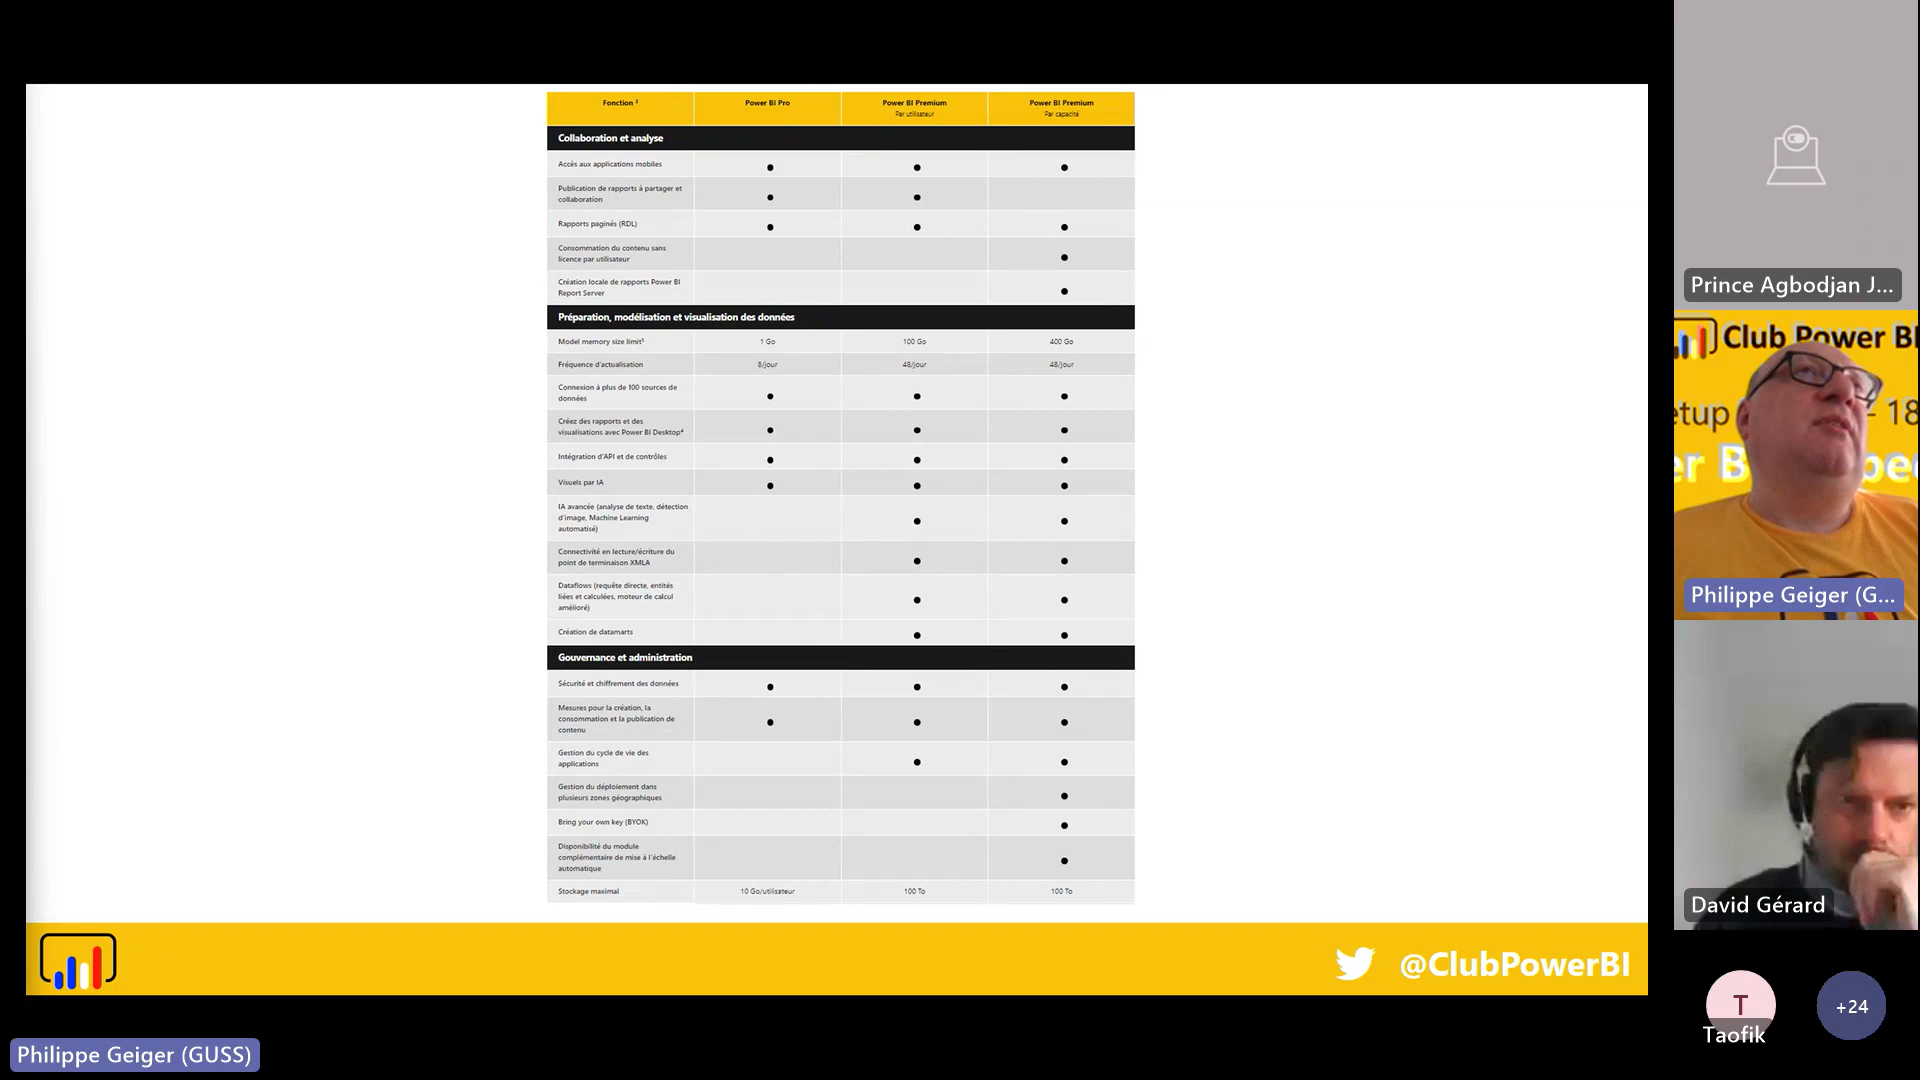 Fonction ³ Power BI Pro Power BI Premium Power BI Premium
Par utilisateur Par capacité
Collaboration et analyse
Accès aux applications mobiles ● ● ●
Publication de rapports à partager et
collaboration ● ●
Rapports paginés (RDL) ● ● ●
Consommation du contenu sans
licence par utilisateur ●
Création locale de rapports Power BI
Report Server ●
Préparation, modélisation et visualisation des données
Model memory size limit⁵ 1 Go 100 Go 400 Go
Fréquence d'actualisation 8/jour 48/jour 48/jour
Connexion à plus de 100 sources de
données ● ● ●
Créez des rapports et des
visualisations avec Power BI Desktop⁴ ● ● ●
Intégration d'API et de contrôles ● ● ●
Visuels par IA ● ● ●
IA avancée (analyse de texte, détection
d'image, Machine Learning
automatisé) ● ●
Connectivité en lecture/écriture du
point de terminaison XMLA ● ●
Dataflows (requête directe, entités
liées et calculées, moteur de calcul
amélioré) ● ●
Création de datamarts ● ●
Gouvernance et administration
Sécurité et chiffrement des données ● ● ●
Mesures pour la création, la
consommation et la publication de
contenu ● ● ●
Gestion du cycle de vie des
applications ● ●
Gestion du déploiement dans
plusieurs zones géographiques ●
Bring your own key (BYOK) ●
Disponibilité du module
complémentaire de mise à l'échelle
automatique ●
Stockage maximal 10 Go/utilisateur 100 To 100 To
@ClubPowerBI
Philippe Geiger (GUSS)
Prince Agbodjan J...
Club Power BI
etup - 18
er B
Philippe Geiger (G...
David Gérard
T
Taofik
+24